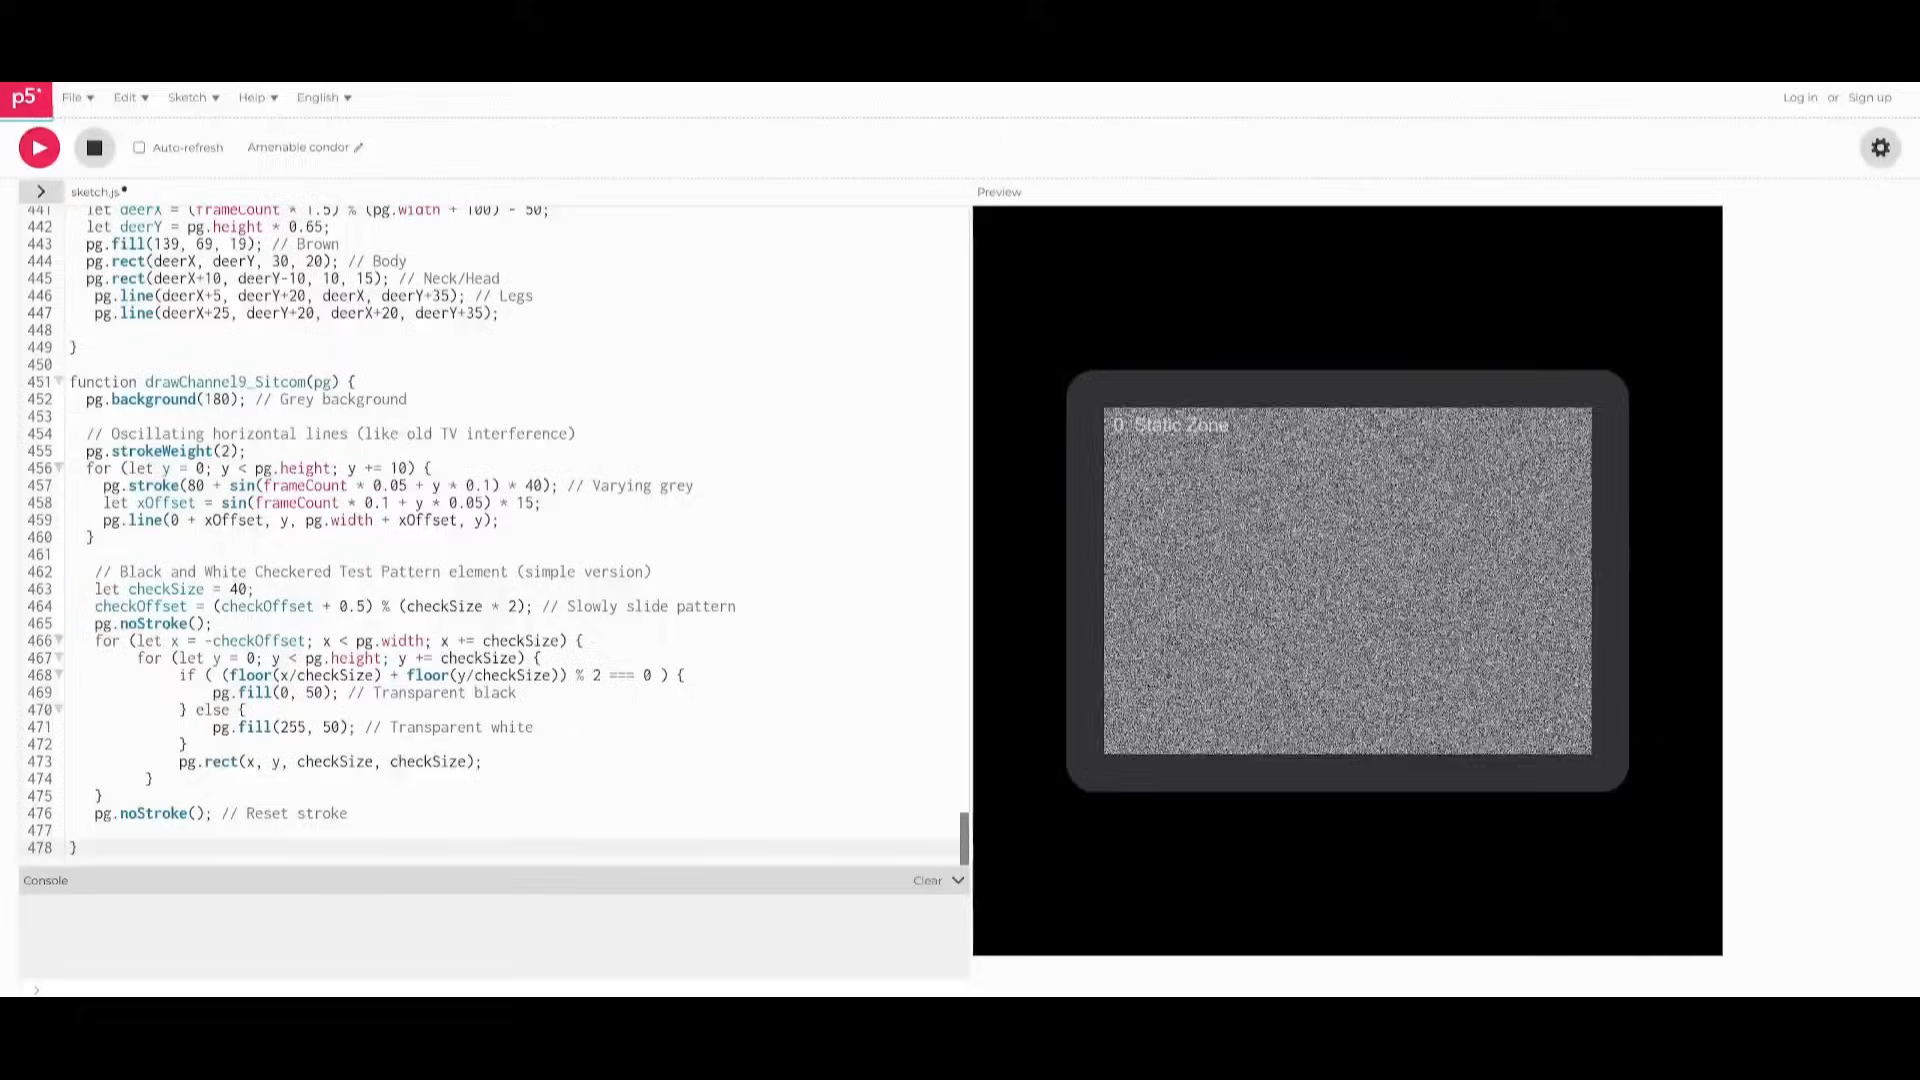 p5*
File Edit Sketch Help English
Log in or Sign up
Auto-refresh Amenable condor
sketch.js
Preview
441 let deerX = (frameCount * 1.5) % (pg.width + 100) - 50;
442 let deerY = pg.height * 0.65;
443 pg.fill(139, 69, 19); // Brown
444 pg.rect(deerX, deerY, 30, 20); // Body
445 pg.rect(deerX+10, deerY-10, 10, 15); // Neck/Head
446 pg.line(deerX+5, deerY+20, deerX, deerY+35); // Legs
447 pg.line(deerX+25, deerY+20, deerX+20, deerY+35);
448
449 }
450
451 function drawChannel9_Sitcom(pg) {
452 pg.background(180); // Grey background
453
454 // Oscillating horizontal lines (like old TV interference)
455 pg.strokeWeight(2);
456 for (let y = 0; y < pg.height; y += 10) {
457 pg.stroke(80 + sin(frameCount * 0.05 + y * 0.1) * 40); // Varying grey
458 let xOffset = sin(frameCount * 0.1 + y * 0.05) * 15;
459 pg.line(0 + xOffset, y, pg.width + xOffset, y);
460 }
461
462 // Black and White Checkered Test Pattern element (simple version)
463 let checkSize = 40;
464 checkOffset = (checkOffset + 0.5) % (checkSize * 2); // Slowly slide pattern
465 pg.noStroke();
466 for (let x = -checkOffset; x < pg.width; x += checkSize) {
467 for (let y = 0; y < pg.height; y += checkSize) {
468 if ( (floor(x/checkSize) + floor(y/checkSize)) % 2 === 0 ) {
469 pg.fill(0, 50); // Transparent black
470 } else {
471 pg.fill(255, 50); // Transparent white
472 }
473 pg.rect(x, y, checkSize, checkSize);
474 }
475 }
476 pg.noStroke(); // Reset stroke
477
478 }
0 Static Zone
Console
Clear
>